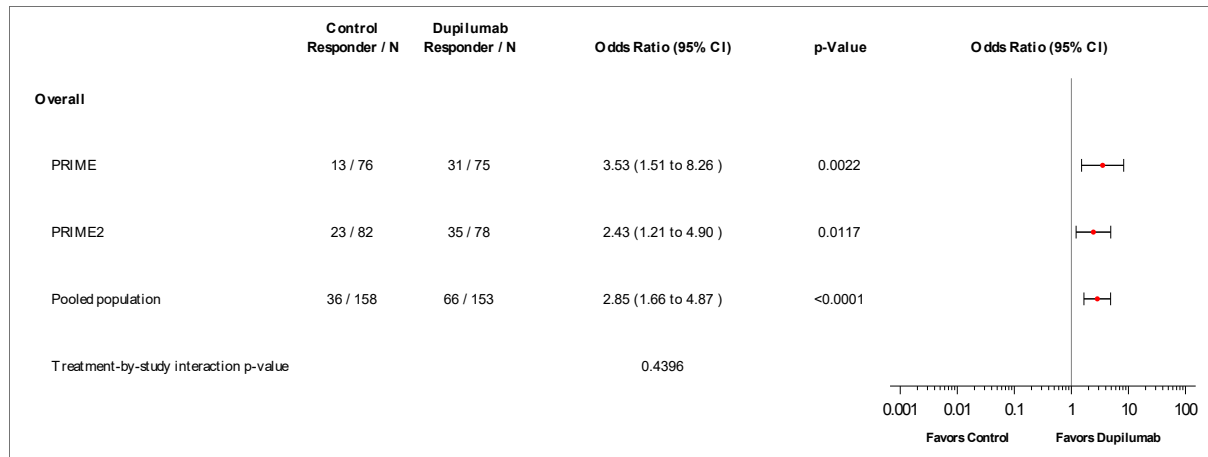 Control Dupilumab
Responder / N Responder / N Odds Ratio (95% CI) p-Value Odds Ratio (95% CI)
Overall
PRIME 13 / 76 31 / 75 3.53 (1.51 to 8.26 ) 0.0022
PRIME2 23 / 82 35 / 78 2.43 (1.21 to 4.90 ) 0.0117
Pooled population 36 / 158 66 / 153 2.85 (1.66 to 4.87 ) <0.0001
Treatment-by-study interaction p-value 0.4396
0.001 0.01 0.1 1 10 100
Favors Control Favors Dupilumab